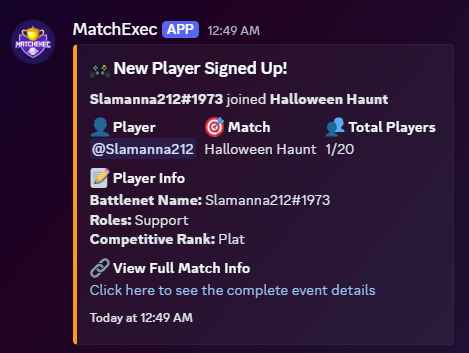 MATCHEXEC
MatchExec APP 12:49 AM
New Player Signed Up!
Slamanna212#1973 joined Halloween Haunt
Player Match Total Players
@Slamanna212 Halloween Haunt 1/20
Player Info
Battlenet Name: Slamanna212#1973
Roles: Support
Competitive Rank: Plat
View Full Match Info
Click here to see the complete event details
Today at 12:49 AM